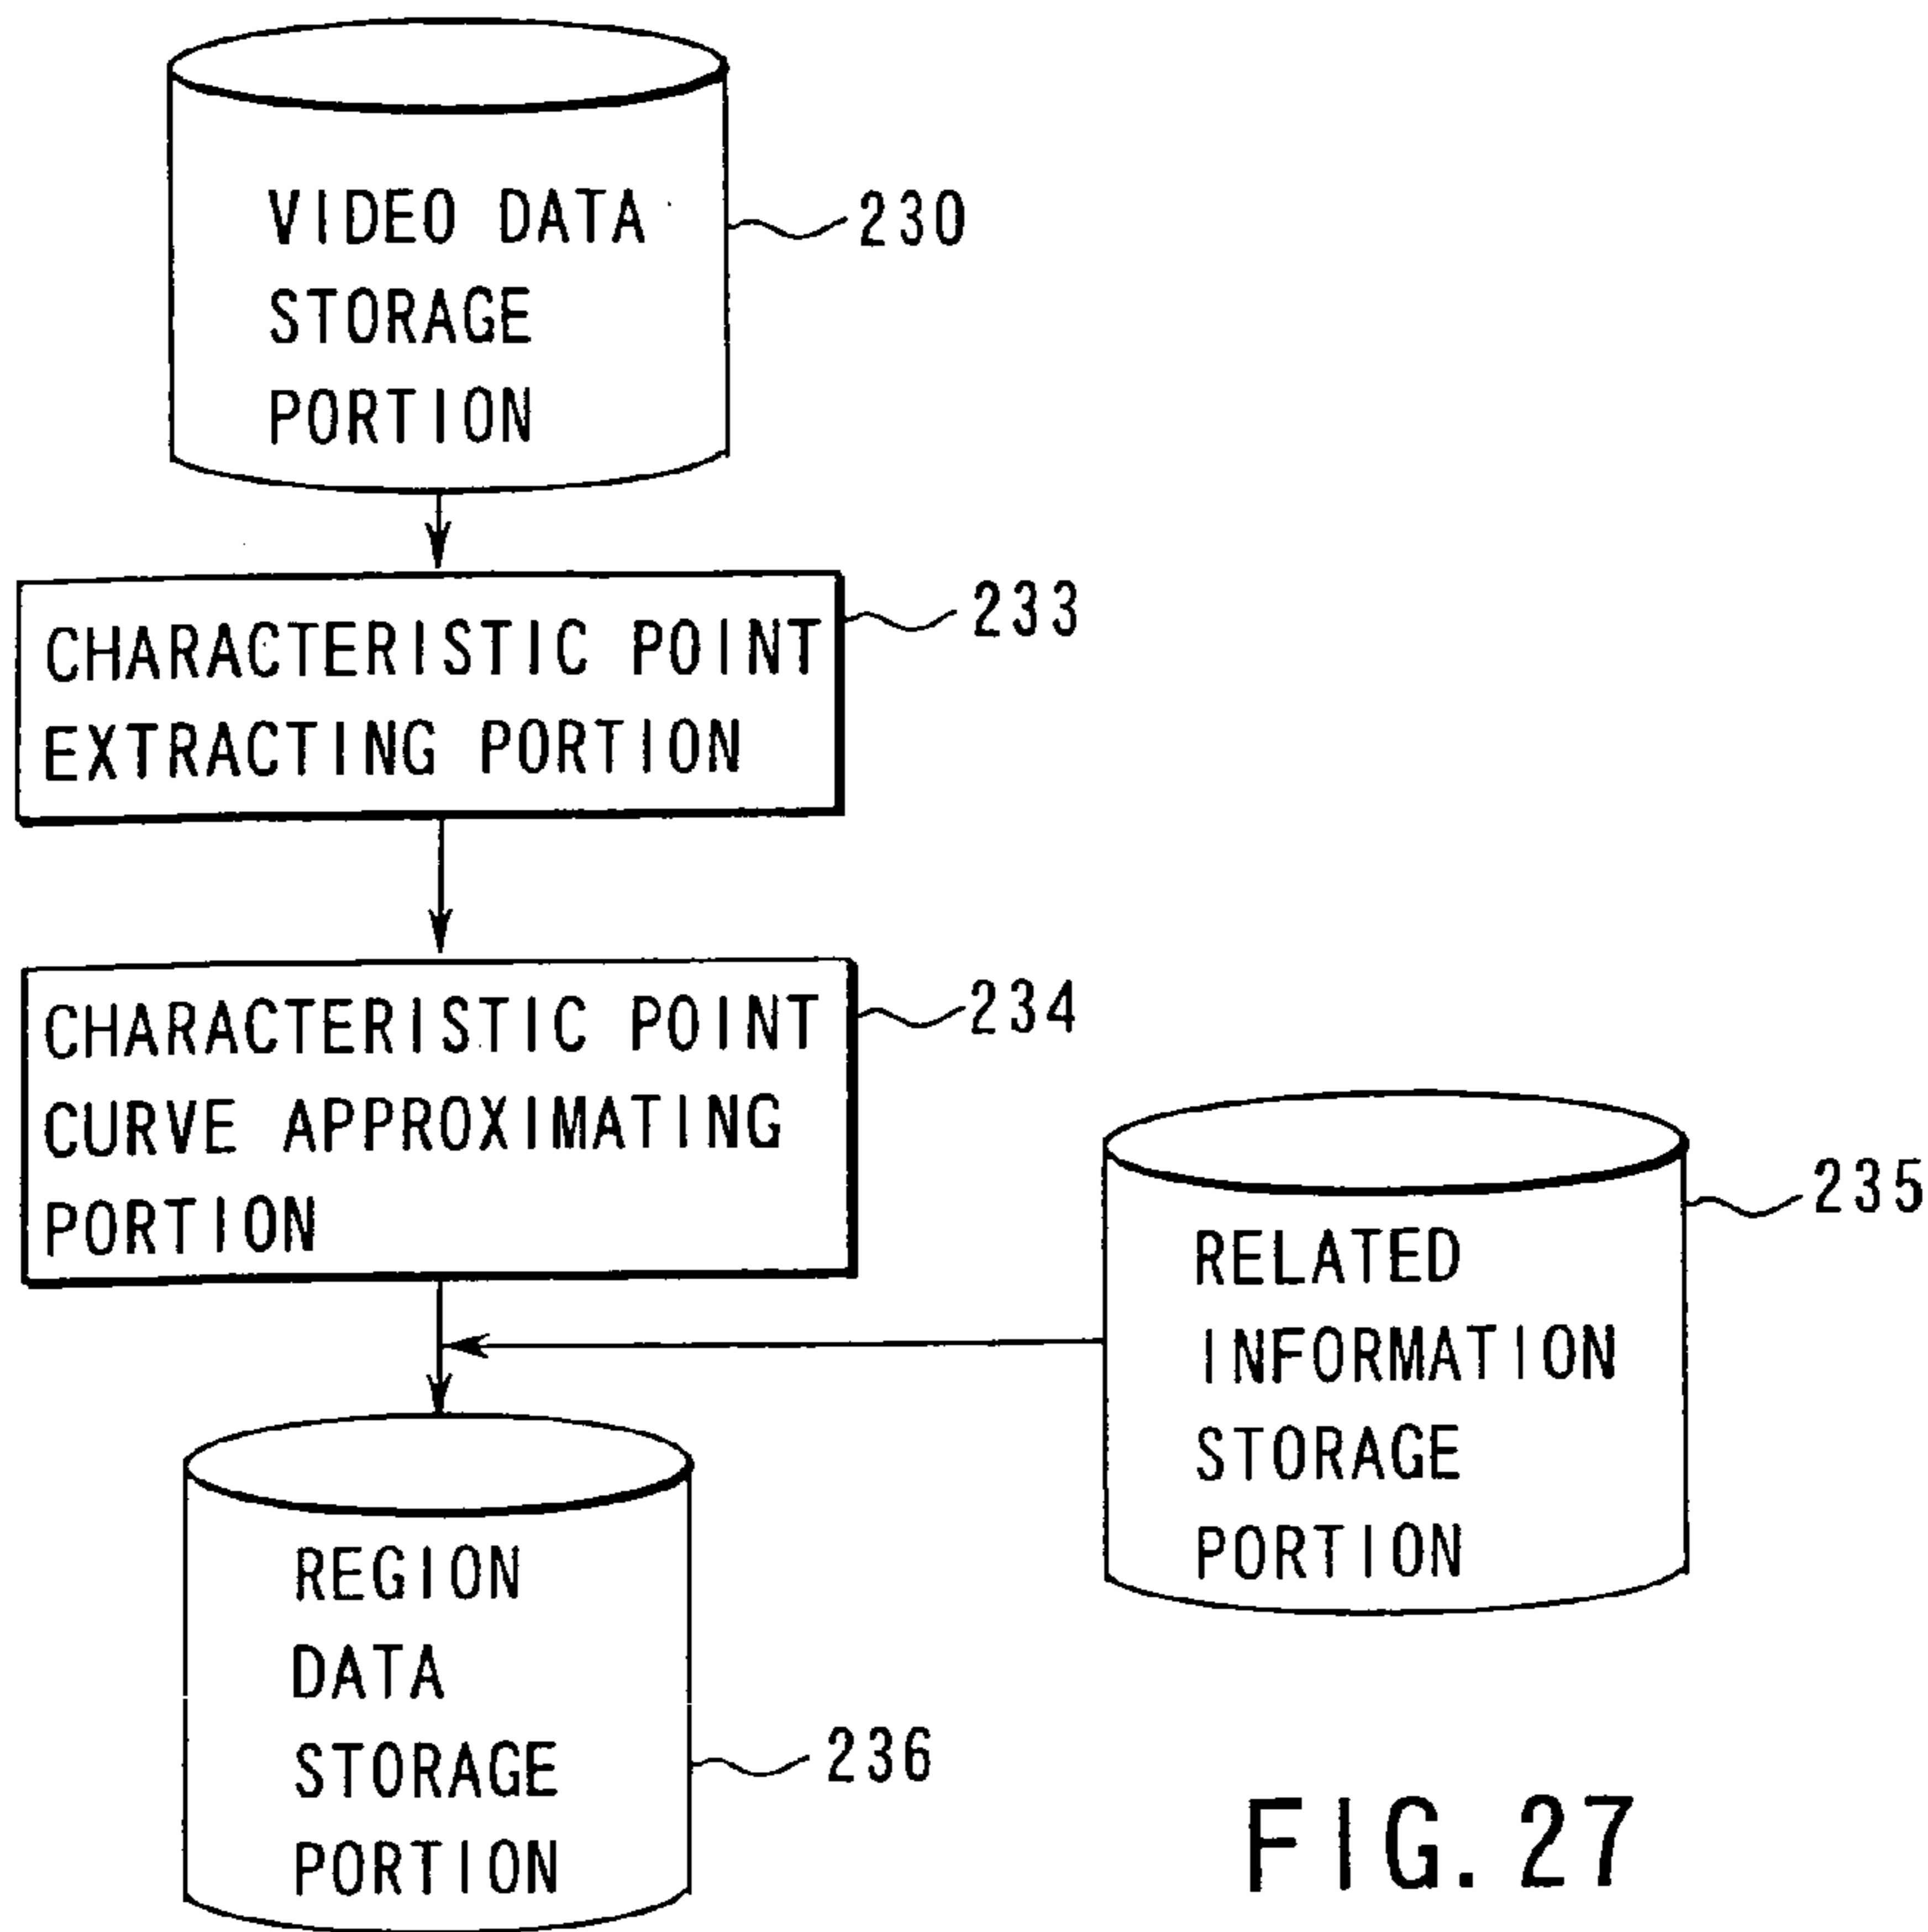 VIDEO DATA
STORAGE
PORTION
230
CHARACTERISTIC POINT
EXTRACTING PORTION
233
CHARACTERISTIC POINT
CURVE APPROXIMATING
PORTION
234
RELATED
INFORMATION
STORAGE
PORTION
235
REGION
DATA
STORAGE
PORTION
236
FIG. 27